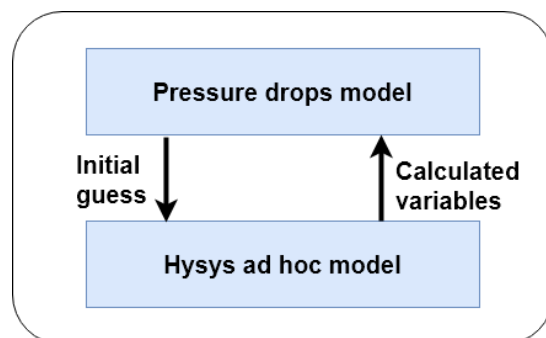 Pressure drops model
Initial
guess
Calculated
variables
Hysys ad hoc model